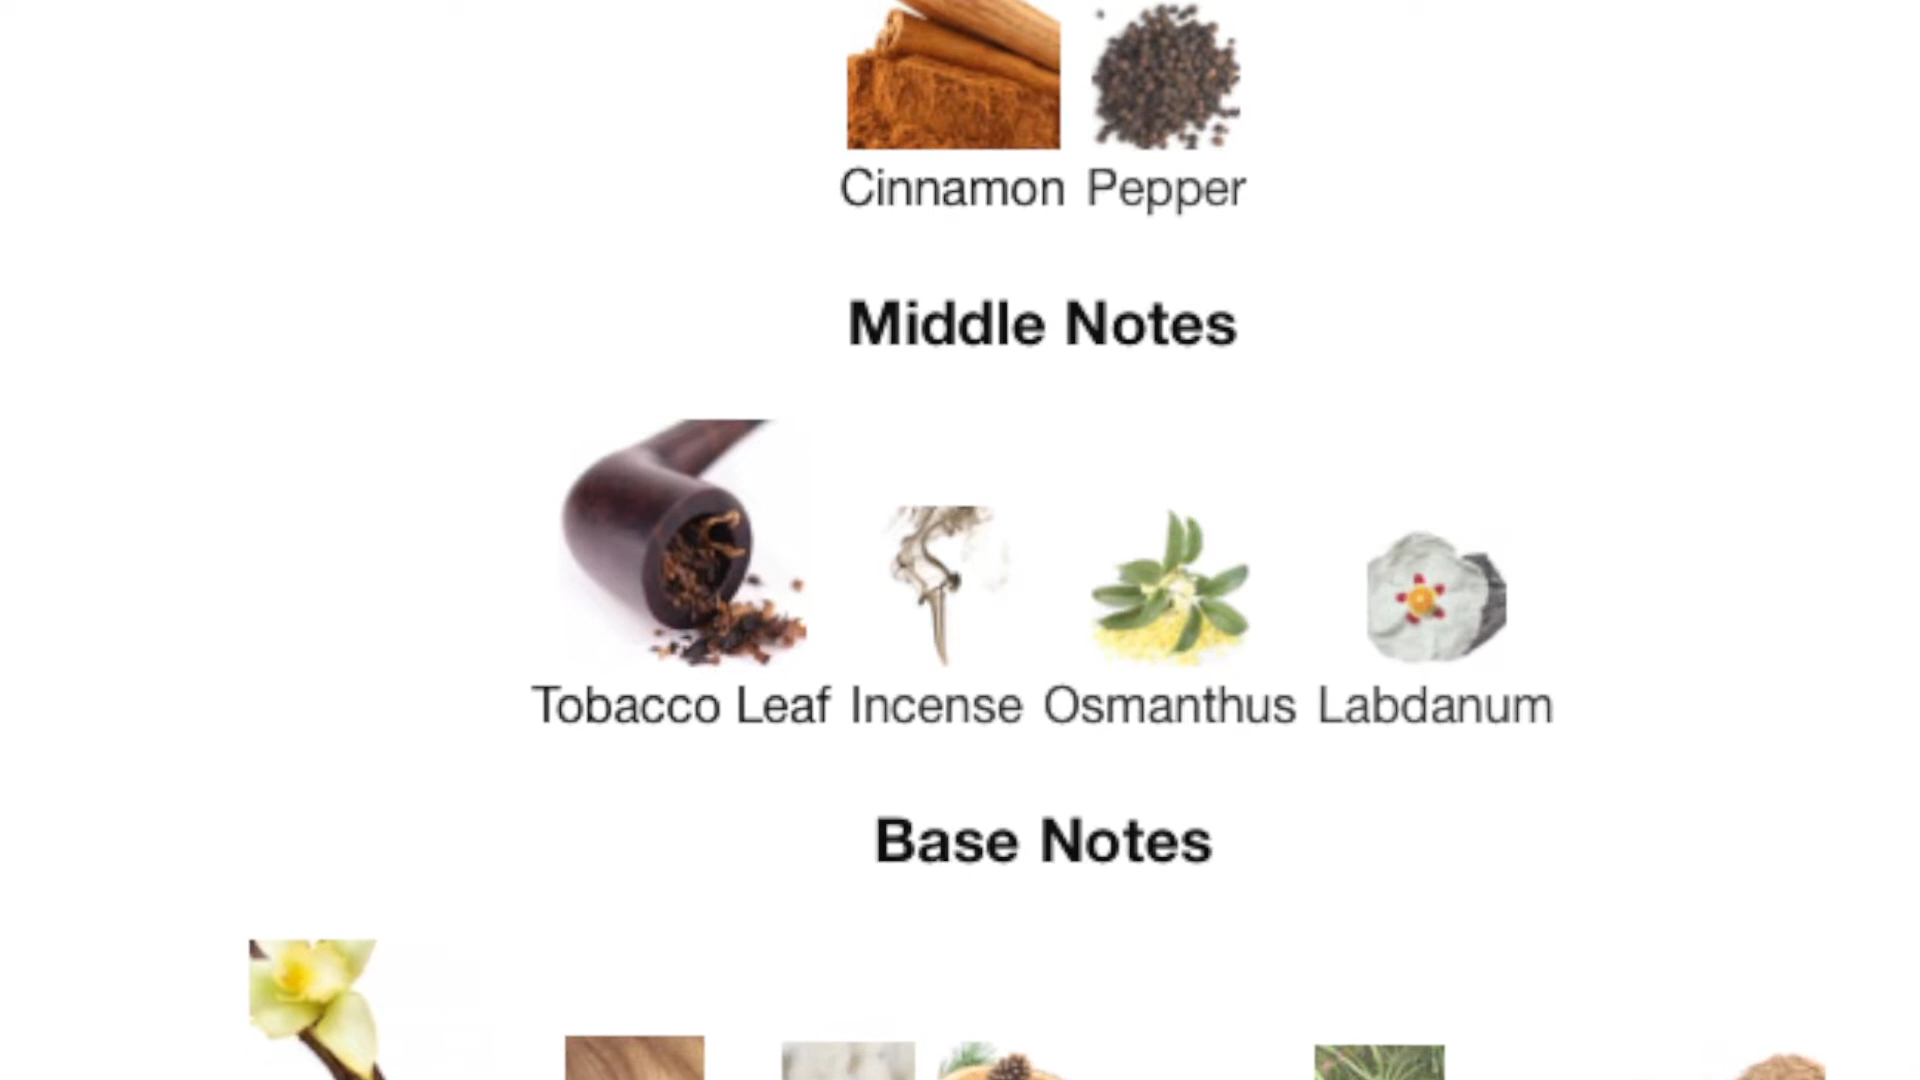 Cinnamon Pepper
Middle Notes
Tobacco Leaf Incense Osmanthus Labdanum
Base Notes